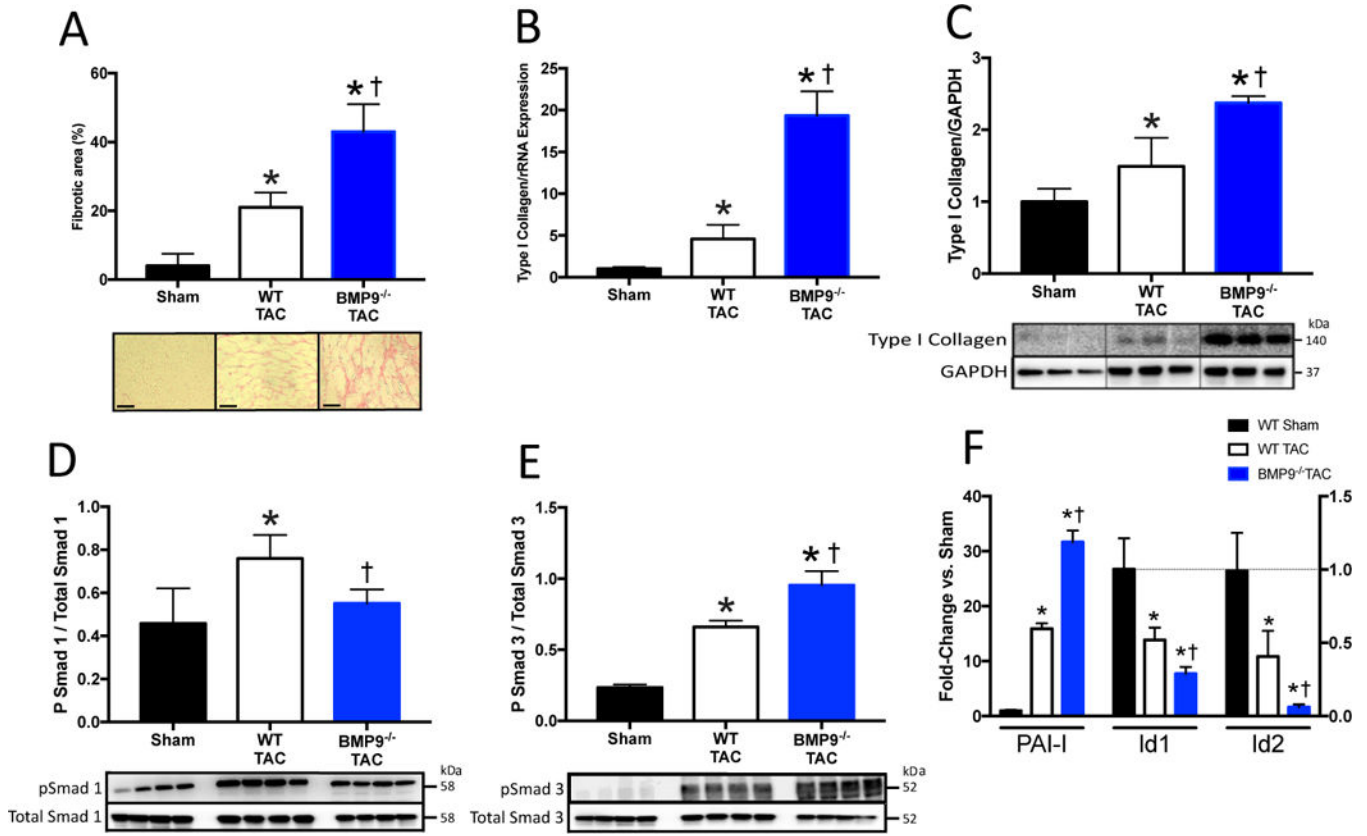 A
Fibrotic area (%)
60
40
20
0
*
* †
Sham
WT
TAC
BMP9-/-
TAC
B
Type I Collagen/rRNA Expression
25
20
15
10
5
0
*
* †
Sham
WT
TAC
BMP9-/-
TAC
C
Type I Collagen/GAPDH
3
2
1
0
*
* †
Sham
WT
TAC
BMP9-/-
TAC
kDa
Type I Collagen
140
GAPDH
37
D
P Smad 1 / Total Smad 1
1.0
0.8
0.6
0.4
0.2
0.0
*
†
Sham
WT
TAC
BMP9-/-
TAC
kDa
pSmad 1
58
Total Smad 1
58
E
P Smad 3 / Total Smad 3
1.5
1.0
0.5
0.0
*
* †
Sham
WT
TAC
BMP9-/-
TAC
kDa
pSmad 3
52
Total Smad 3
52
F
WT Sham
WT TAC
BMP9-/-TAC
Fold-Change vs. Sham
40
30
20
10
0
1.5
1.0
0.5
0.0
*
*†
*
*†
*
*†
PAI-I
Id1
Id2